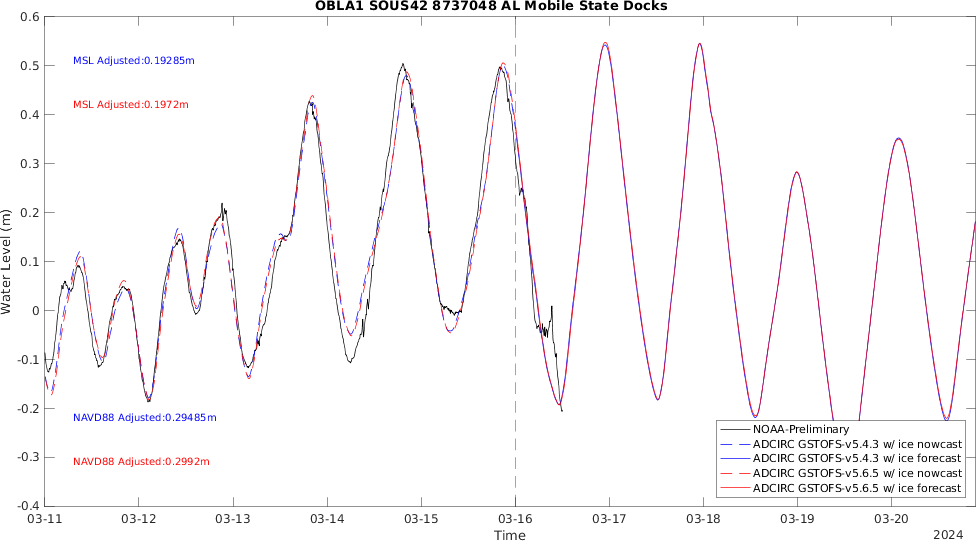 OBLA1 SOUS42 8737048 AL Mobile State Docks
0.6
0.5
0.4
0.3
0.2
0.1
0
-0.1
-0.2
-0.3
-0.4
Water Level (m)
MSL Adjusted:0.19285m
MSL Adjusted:0.1972m
NAVD88 Adjusted:0.29485m
NAVD88 Adjusted:0.2992m
NOAA-Preliminary
ADCIRC GSTOFS-v5.4.3 w/ ice nowcast
ADCIRC GSTOFS-v5.4.3 w/ ice forecast
ADCIRC GSTOFS-v5.6.5 w/ ice nowcast
ADCIRC GSTOFS-v5.6.5 w/ ice forecast
03-11 03-12 03-13 03-14 03-15 03-16 03-17 03-18 03-19 03-20
Time
2024